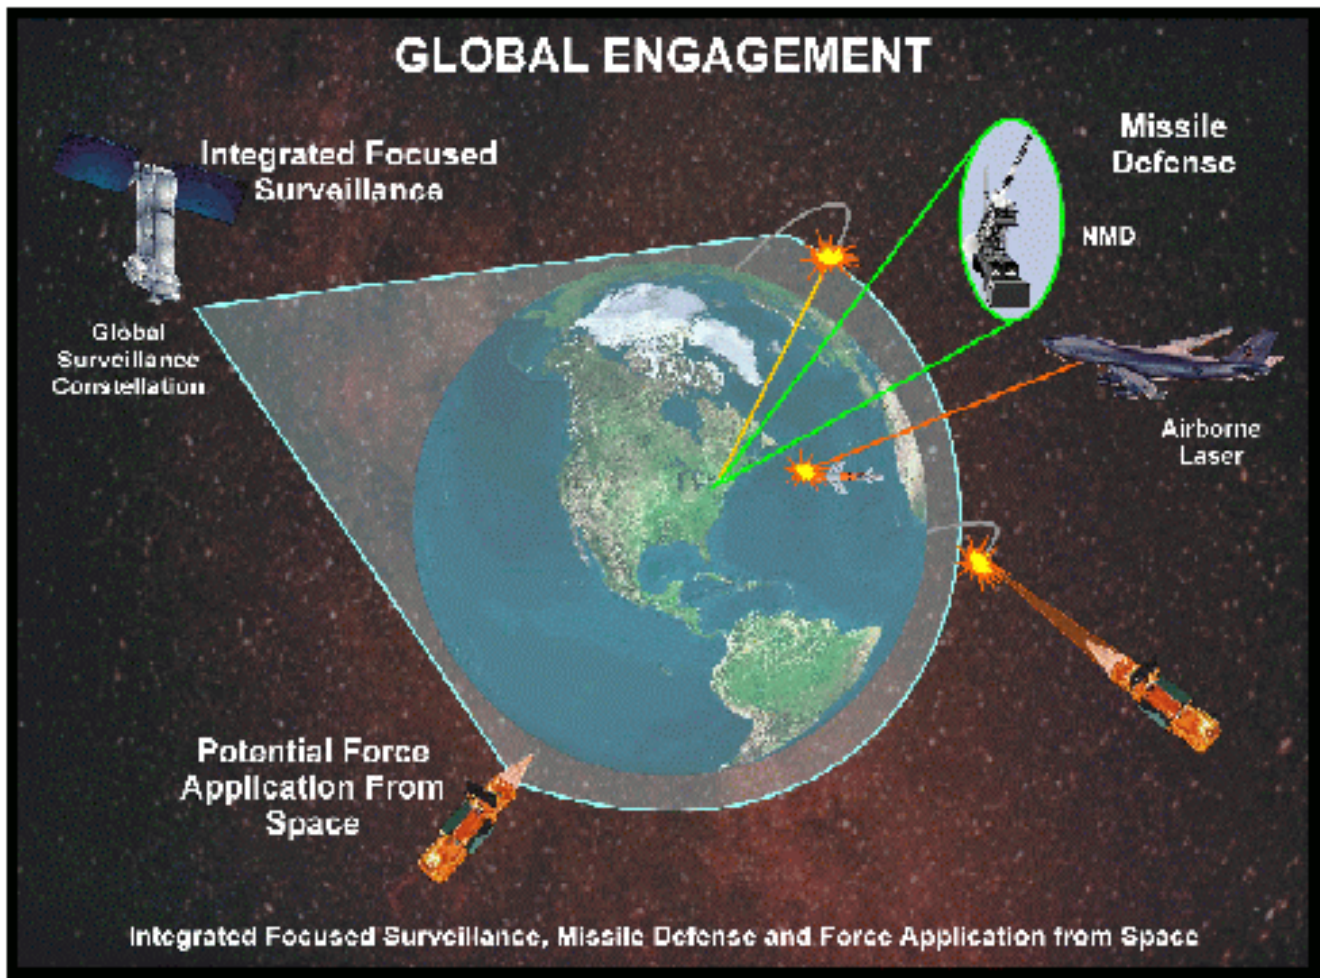 GLOBAL ENGAGEMENT
Integrated Focused
Surveillance
Global
Surveillance
Constellation
Missile
Defense
NMD
Airborne
Laser
Potential Force
Application From
Space
Integrated Focused Surveillance, Missile Defense and Force Application from Space